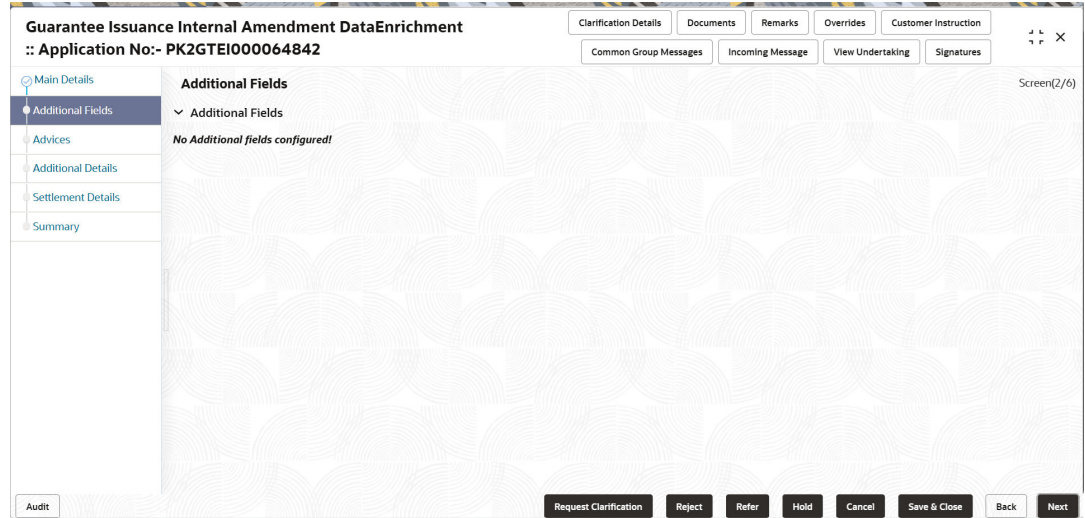 Guarantee Issuance Internal Amendment DataEnrichment
:: Application No:- PK2GTEI000064842
Clarification Details
Documents
Remarks
Overrides
Customer Instruction
Common Group Messages
Incoming Message
View Undertaking
Signatures
Main Details
Additional Fields
Advices
Additional Details
Settlement Details
Summary
Additional Fields
Screen(2/6)
Additional Fields
No Additional fields configured!
Audit
Request Clarification
Reject
Refer
Hold
Cancel
Save & Close
Back
Next